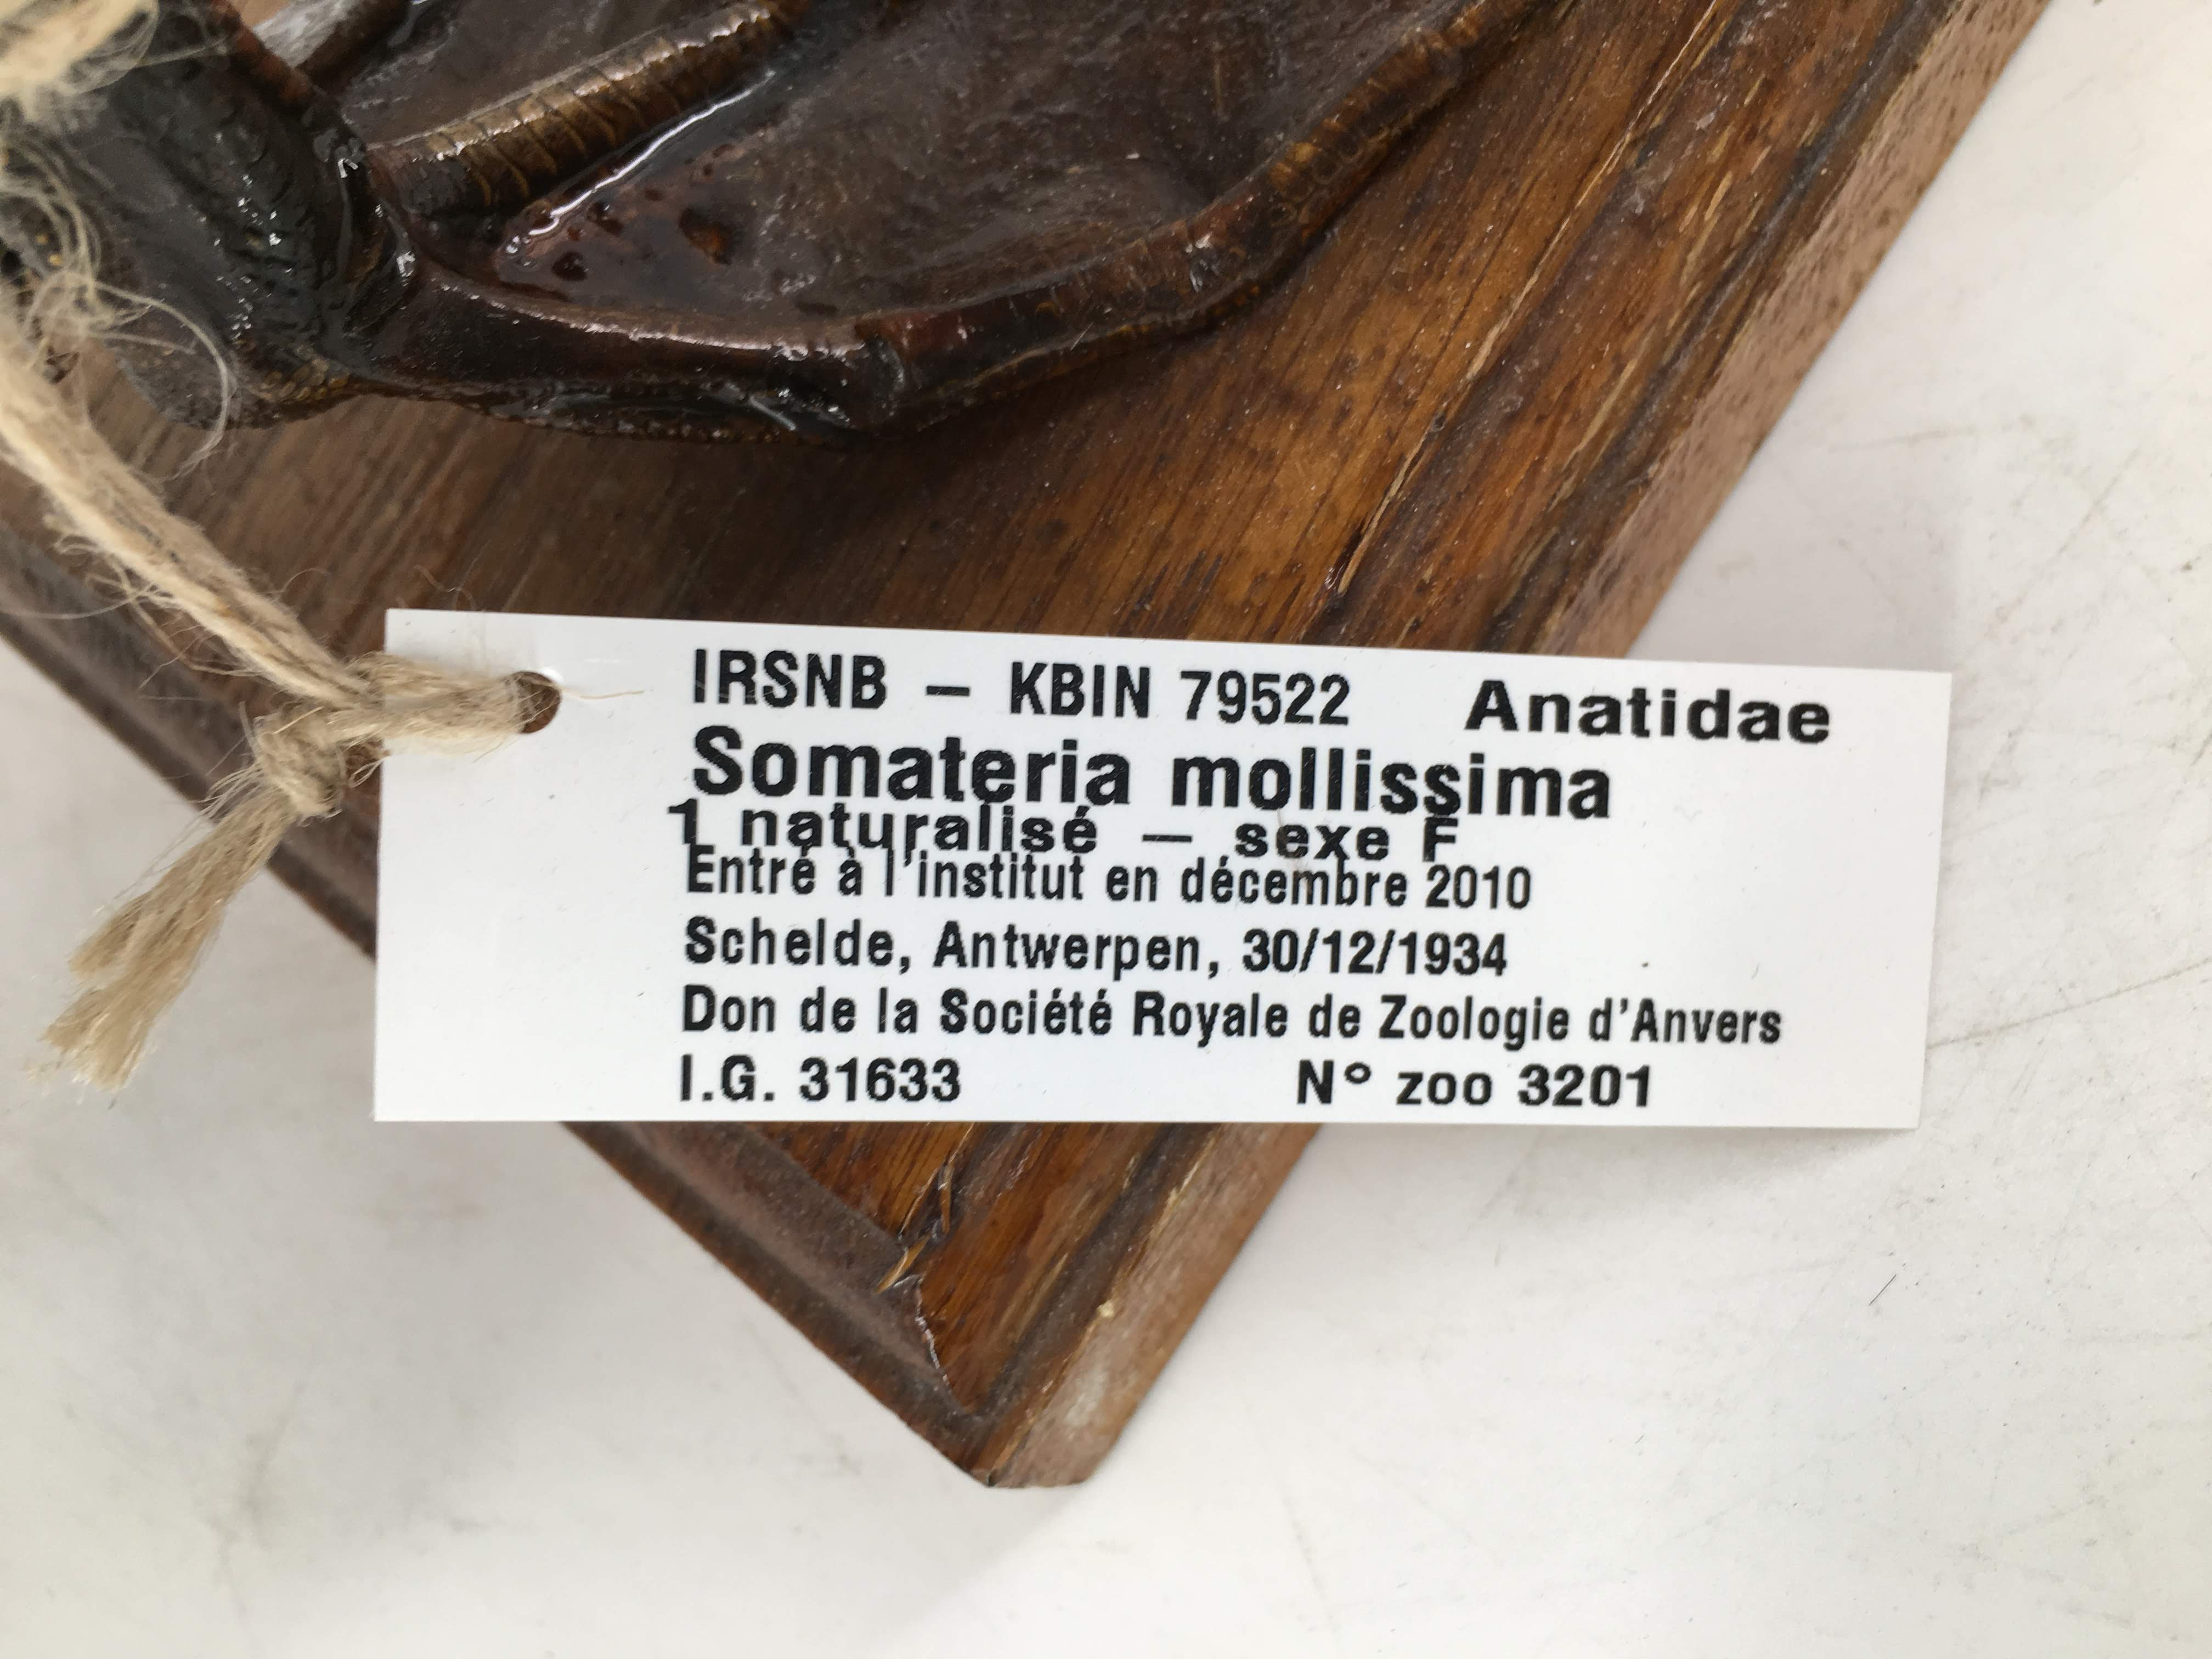 IRSNB – KBIN 79522 Anatidae
Somateria mollissima
1 naturalisé – sexe F
Entré à l'institut en décembre 2010
Schelde, Antwerpen, 30/12/1934
Don de la Société Royale de Zoologie d'Anvers
I.G. 31633 N° zoo 3201